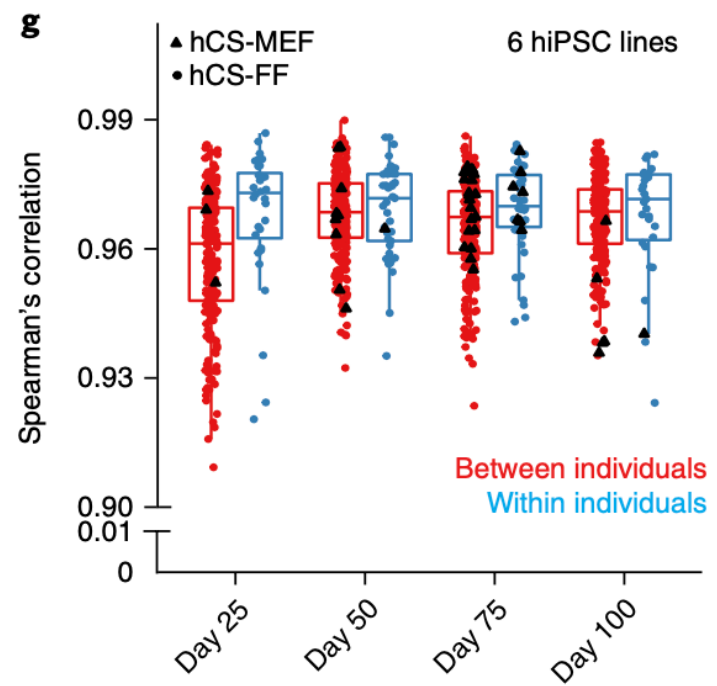 g
▲ hCS-MEF
● hCS-FF
6 hiPSC lines
Spearman's correlation
0.99
0.96
0.93
0.90
0.01
0
Between individuals
Within individuals
Day 25
Day 50
Day 75
Day 100